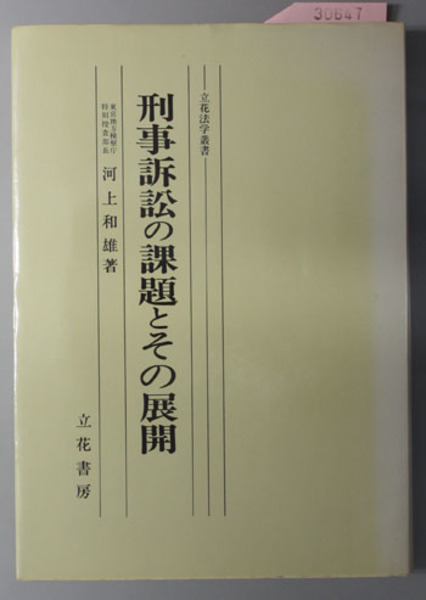 30647
立花法学叢書
刑事訴訟の課題とその展開
東京地方検察庁
特別捜査部長
河上和雄著
立花書房